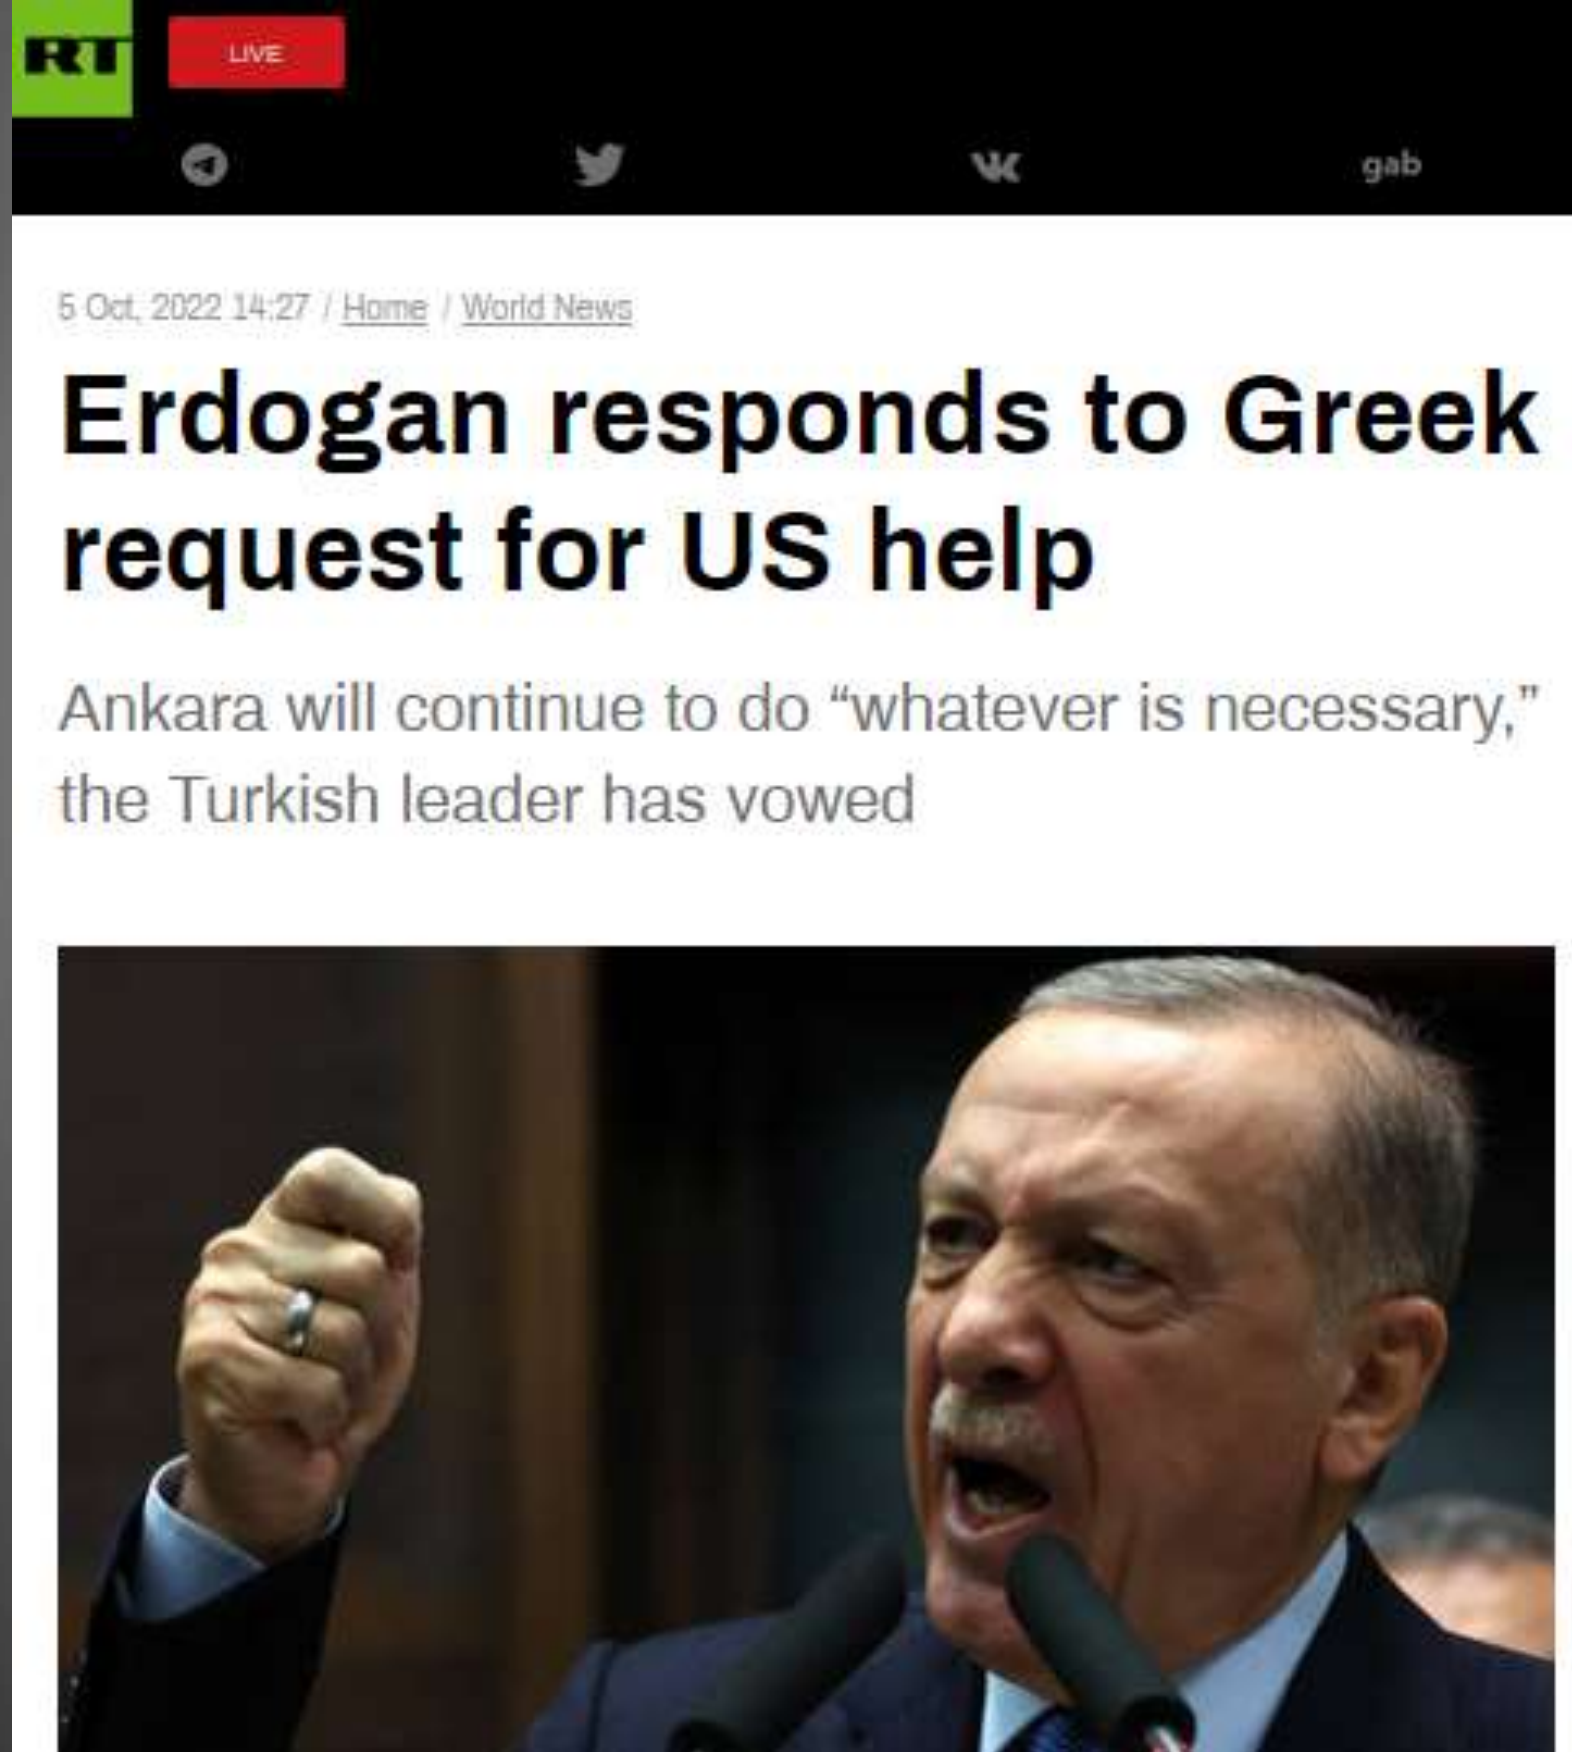 RT
LIVE
gab
5 Oct, 2022 14:27 / Home / World News
Erdogan responds to Greek
request for US help
Ankara will continue to do “whatever is necessary,”
the Turkish leader has vowed